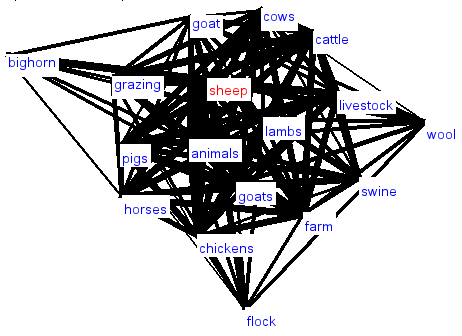 goat
cows
cattle
bighorn
grazing
sheep
livestock
lambs
wool
pigs
animals
goats
swine
horses
farm
chickens
flock